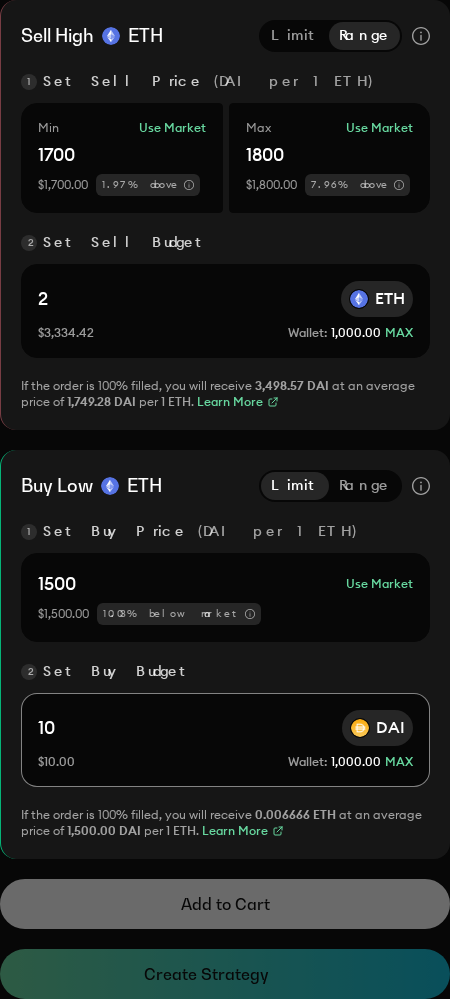 Sell High ETH Limit Range
1 Set Sell Price (DAI per 1 ETH)
Min Use Market Max Use Market
1700 1800
$1,700.00 1.97% above $1,800.00 7.96% above
2 Set Sell Budget
2 ETH
$3,334.42 Wallet: 1,000.00 MAX
If the order is 100% filled, you will receive 3,498.57 DAI at an average
price of 1,749.28 DAI per 1 ETH. Learn More
Buy Low ETH Limit Range
1 Set Buy Price (DAI per 1 ETH)
1500 Use Market
$1,500.00 10.03% below market
2 Set Buy Budget
10 DAI
$10.00 Wallet: 1,000.00 MAX
If the order is 100% filled, you will receive 0.006666 ETH at an average
price of 1,500.00 DAI per 1 ETH. Learn More
Add to Cart
Create Strategy